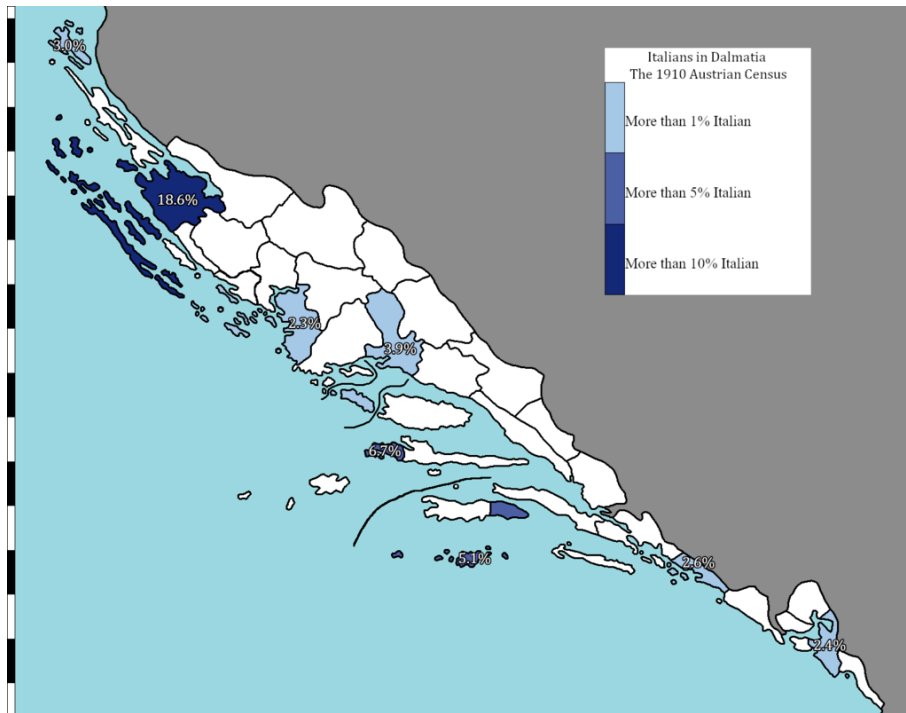 3.0%
Italians in Dalmatia
The 1910 Austrian Census
More than 1% Italian
More than 5% Italian
18.6%
More than 10% Italian
2.3%
3.9%
6.7%
5.1%
2.6%
2.4%